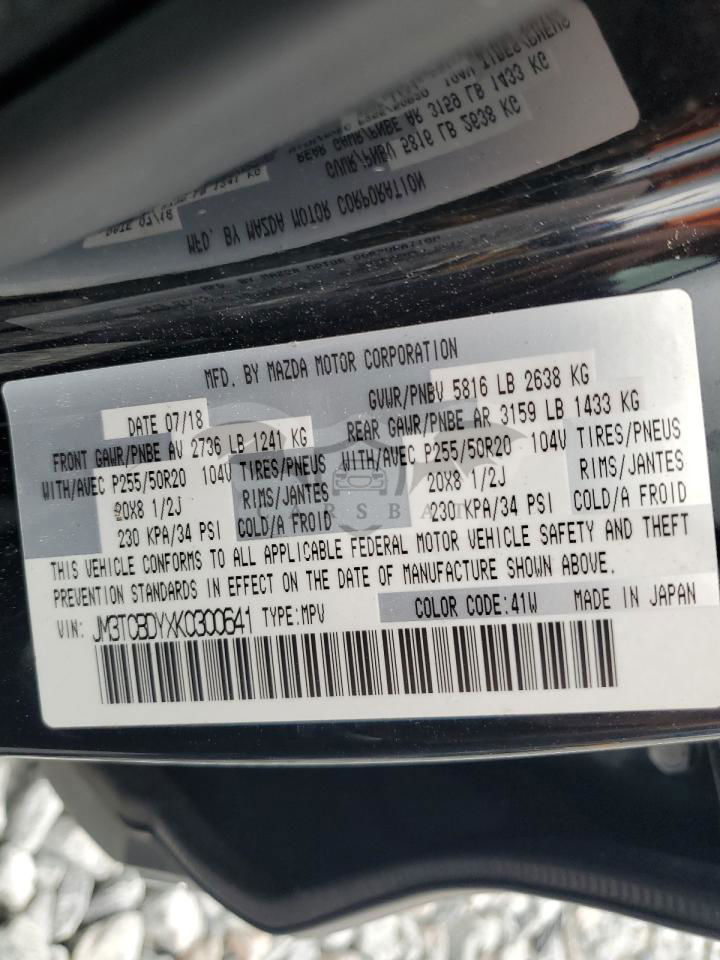 MFD. BY MAZDA MOTOR CORPORATION
DATE 07/18
GVWR/PNBV 5816 LB 2638 KG
FRONT GAWR/PNBE AV 2736 LB 1241 KG
REAR GAWR/PNBE AR 3159 LB 1433 KG
WITH/AVEC P255/50R20 104V TIRES/PNEUS
WITH/AVEC P255/50R20 104V TIRES/PNEUS
20X8 1/2J RIMS/JANTES
20X8 1/2J RIMS/JANTES
230 KPA/34 PSI COLD/A FROID
230 KPA/34 PSI COLD/A FROID
CARSBAT
THIS VEHICLE CONFORMS TO ALL APPLICABLE FEDERAL MOTOR VEHICLE SAFETY AND THEFT
PREVENTION STANDARDS IN EFFECT ON THE DATE OF MANUFACTURE SHOWN ABOVE.
VIN: JM3TCBDYXK0300641 TYPE:MPV COLOR CODE:41W MADE IN JAPAN